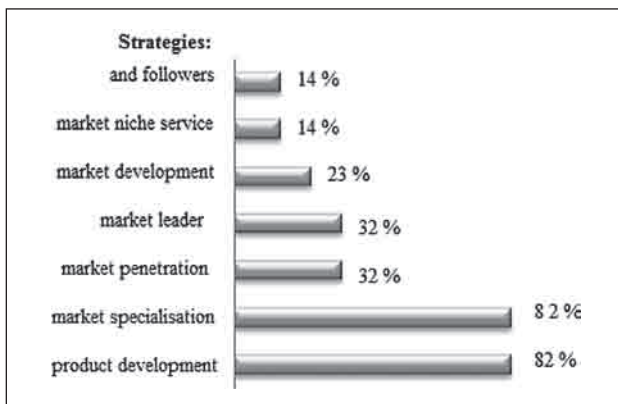 Strategies:
and followers 14 %
market niche service 14 %
market development 23 %
market leader 32 %
market penetration 32 %
market specialisation 8 2 %
product development 82 %